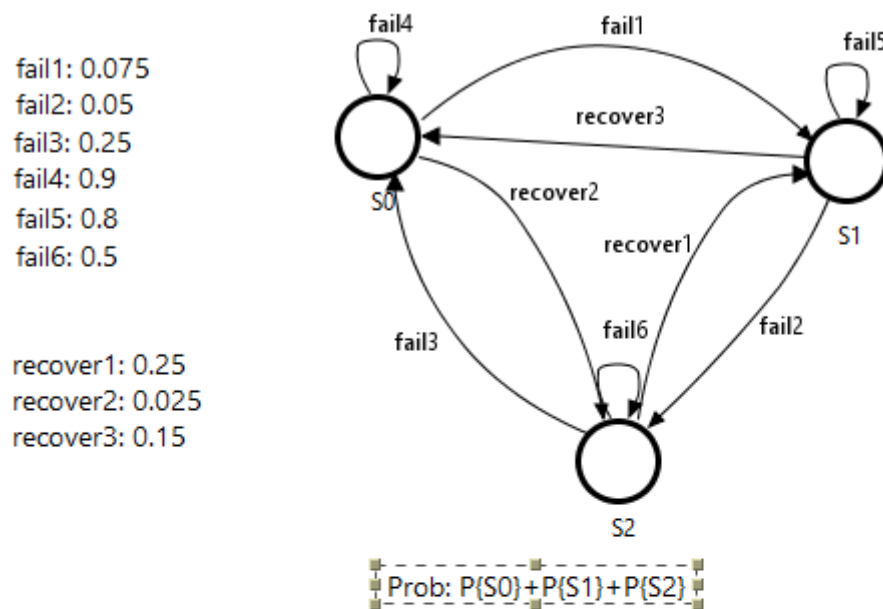 fail1: 0.075
fail2: 0.05
fail3: 0.25
fail4: 0.9
fail5: 0.8
fail6: 0.5
recover1: 0.25
recover2: 0.025
recover3: 0.15
fail4
fail1
fail5
recover3
S0
recover2
S1
recover1
fail3
fail6
fail2
S2
Prob: P{S0}+P{S1}+P{S2}